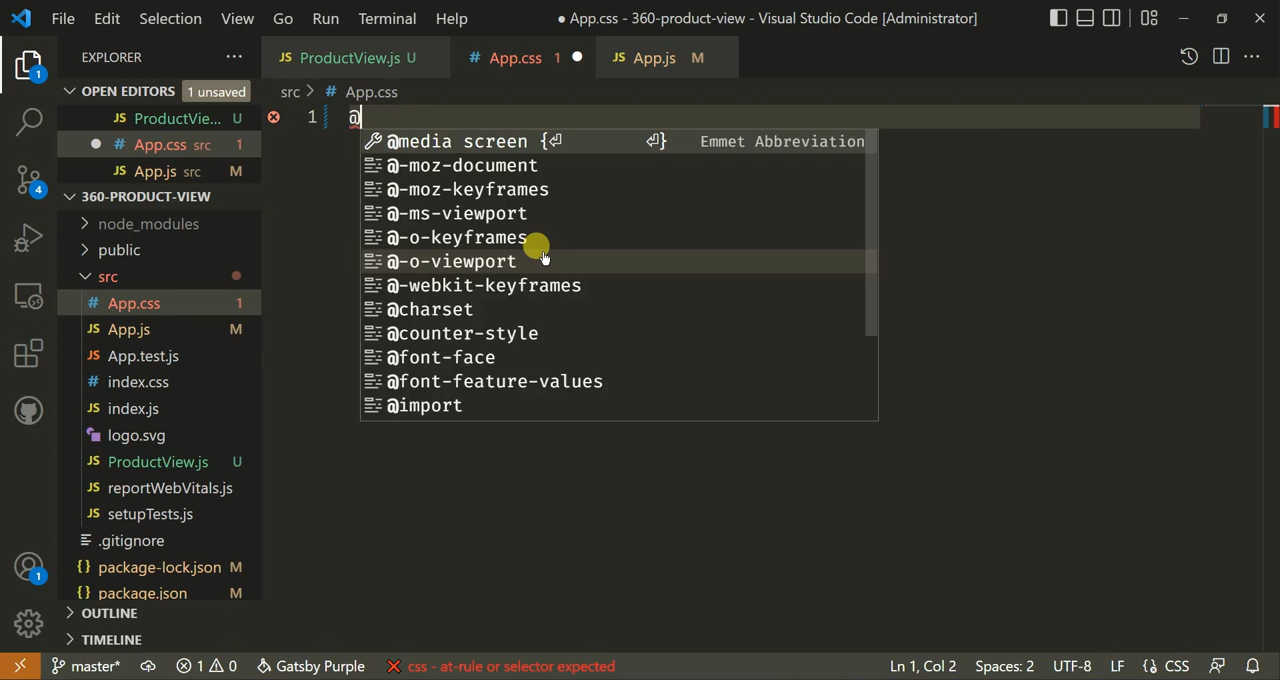 File Edit Selection View Go Run Terminal Help ● App.css - 360-product-view - Visual Studio Code [Administrator]
EXPLORER ···
JS ProductView.js U # App.css 1 ● JS App.js M
OPEN EDITORS 1 unsaved
src > # App.css
JS ProductVie... U
● # App.css src 1
JS App.js src M
360-PRODUCT-VIEW
node_modules
public
src
# App.css 1
JS App.js M
JS App.test.js
# index.css
JS index.js
logo.svg
JS ProductView.js U
JS reportWebVitals.js
JS setupTests.js
.gitignore
{} package-lock.json M
{} package.json M
OUTLINE
TIMELINE
1
4
1
1 @
@media screen {⏎ ⏎} Emmet Abbreviation
@-moz-document
@-moz-keyframes
@-ms-viewport
@-o-keyframes
@-o-viewport
@-webkit-keyframes
@charset
@counter-style
@font-face
@font-feature-values
@import
master* 1 0 Gatsby Purple css - at-rule or selector expected Ln 1, Col 2 Spaces: 2 UTF-8 LF {} CSS